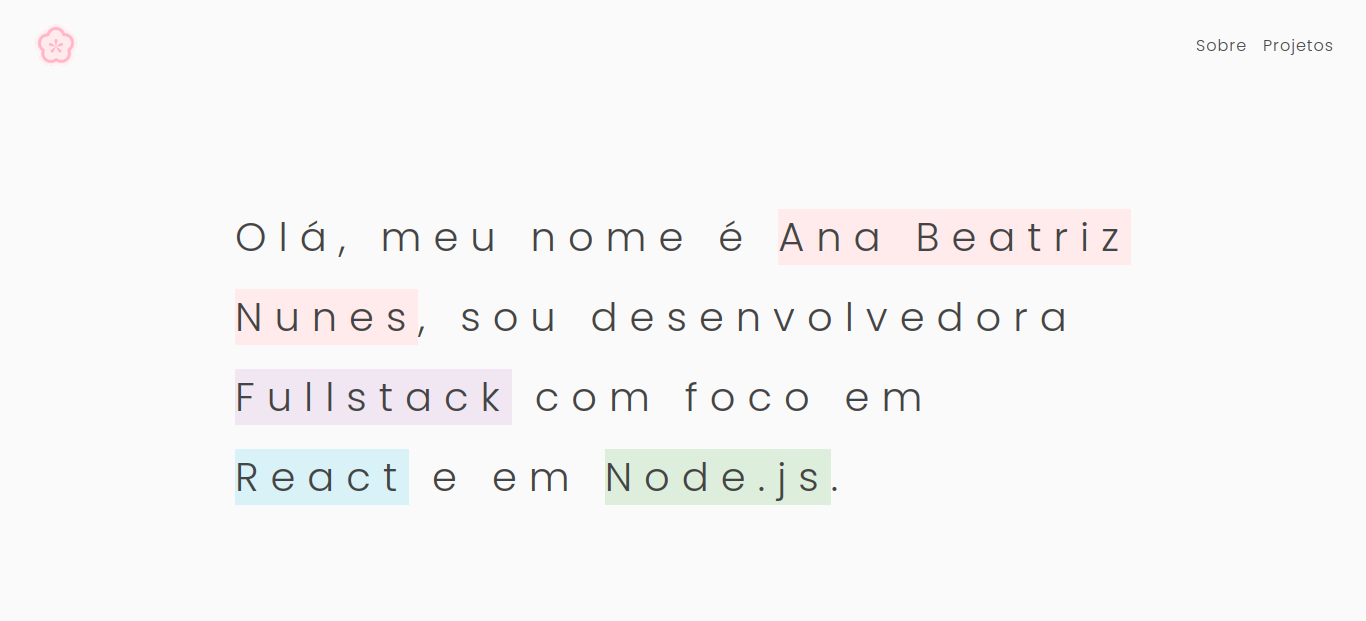 Sobre Projetos
Olá, meu nome é Ana Beatriz
Nunes, sou desenvolvedora
Fullstack com foco em
React e em Node.js.